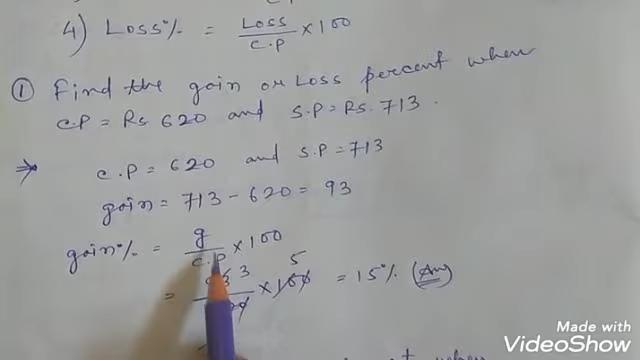 4) Loss% = Loss/C.P × 100
① Find the gain or Loss percent when
C.P = Rs 620 and S.P = Rs. 713.
⇒ C.P = 620 and S.P = 713
gain = 713 - 620 = 93
gain% = g/C.P × 100
= × 100 5 = 15% (Ans)
when
Made with
VideoShow